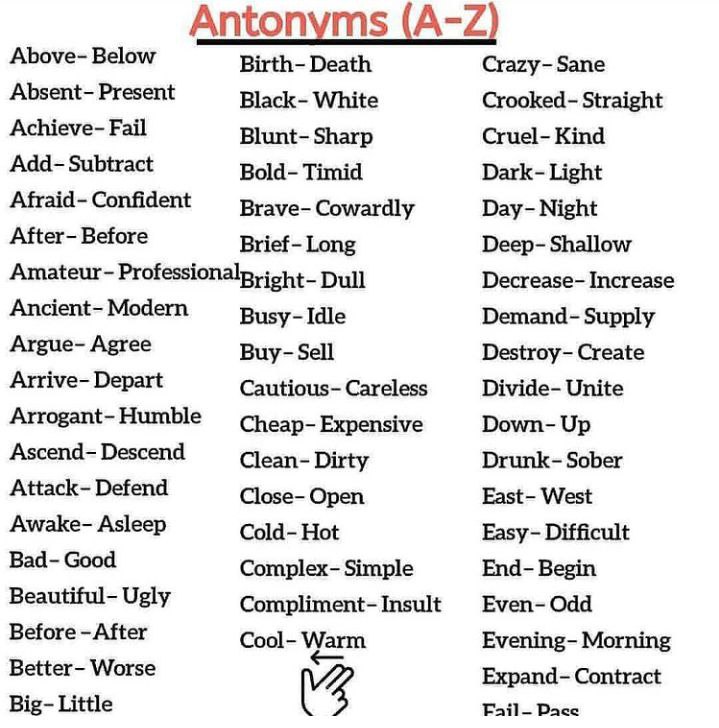 Antonyms (A-Z)
Above- Below
Absent- Present
Achieve- Fail
Add- Subtract
Afraid- Confident
After- Before
Amateur- Professional
Ancient- Modern
Argue- Agree
Arrive- Depart
Arrogant- Humble
Ascend- Descend
Attack- Defend
Awake- Asleep
Bad- Good
Beautiful- Ugly
Before -After
Better- Worse
Big- Little
Birth- Death
Black- White
Blunt- Sharp
Bold- Timid
Brave- Cowardly
Brief- Long
Bright- Dull
Busy- Idle
Buy- Sell
Cautious- Careless
Cheap- Expensive
Clean- Dirty
Close- Open
Cold- Hot
Complex- Simple
Compliment- Insult
Cool- Warm
Crazy- Sane
Crooked- Straight
Cruel- Kind
Dark- Light
Day- Night
Deep- Shallow
Decrease- Increase
Demand- Supply
Destroy- Create
Divide- Unite
Down- Up
Drunk- Sober
East- West
Easy- Difficult
End- Begin
Even- Odd
Evening- Morning
Expand- Contract
Fail- Pass